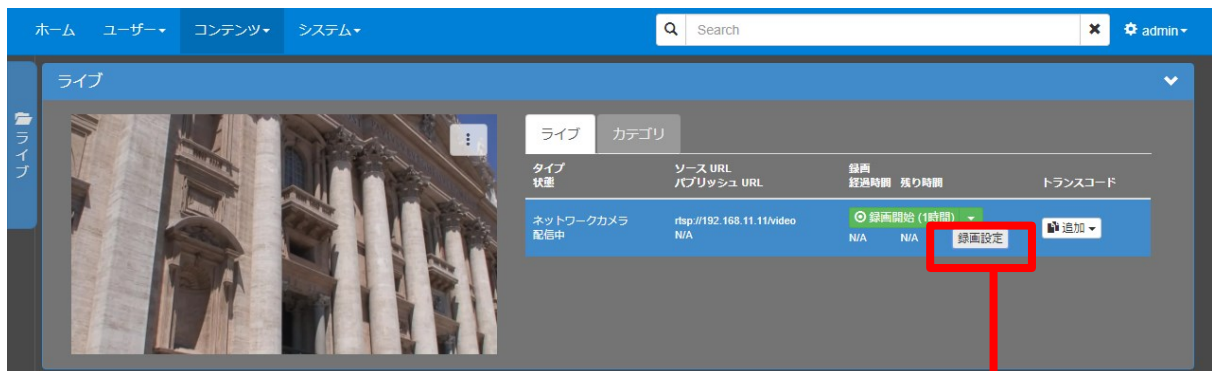 ホーム ユーザー コンテンツ システム Search admin
ライブ
ライブ
ライブ カテゴリ
タイプ ソース URL 録画
状態 パブリッシュ URL 経過時間 残り時間 トランスコード
ネットワークカメラ rtsp://192.168.11.11/video 録画開始 (1時間) 追加
配信中 N/A N/A N/A 録画設定